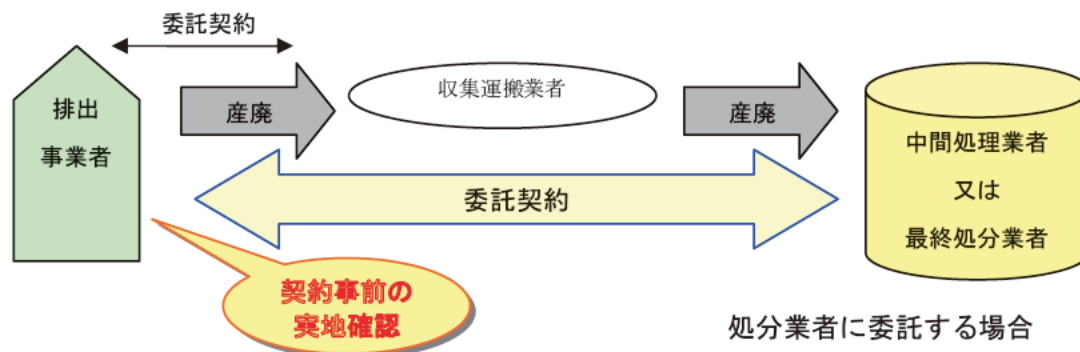 委託契約
排出
事業者
産廃
収集運搬業者
産廃
中間処理業者
又は
最終処分業者
委託契約
契約事前の
実地確認
処分業者に委託する場合